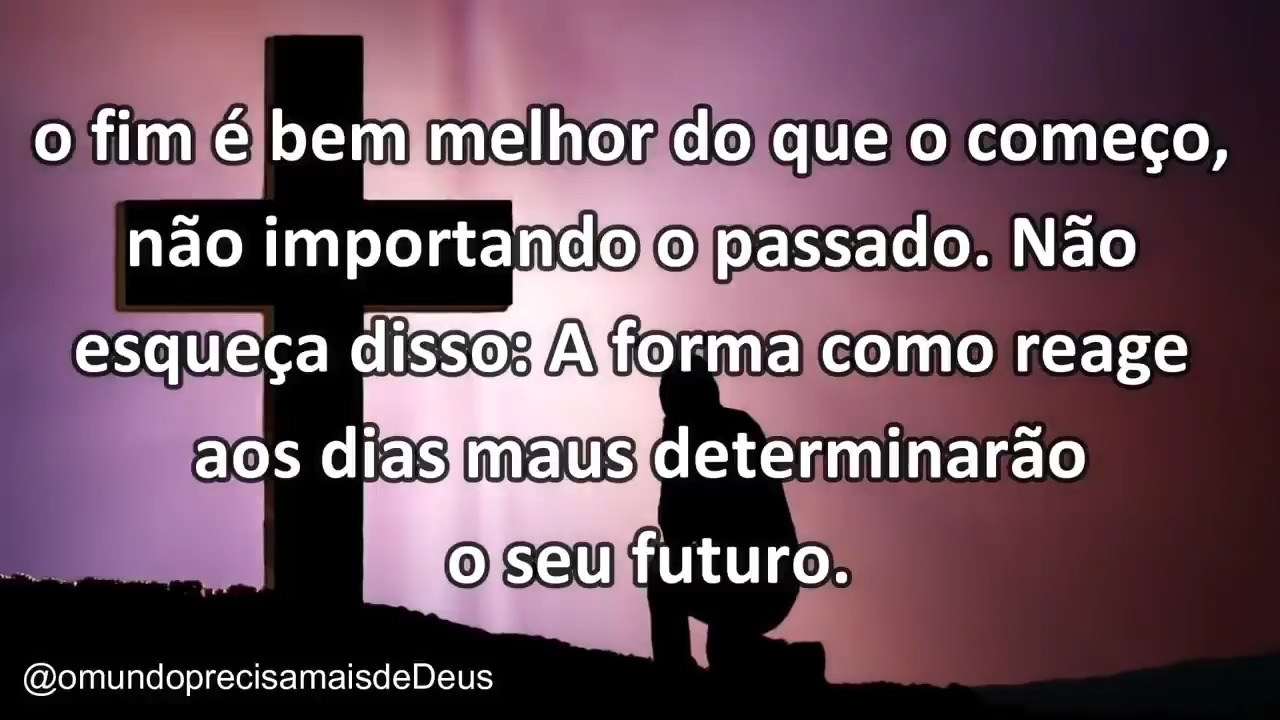 o fim é bem melhor do que o começo,
não importando o passado. Não
esqueça disso: A forma como reage
aos dias maus determinarão
o seu futuro.
@omundoprecisamaisdeDeus